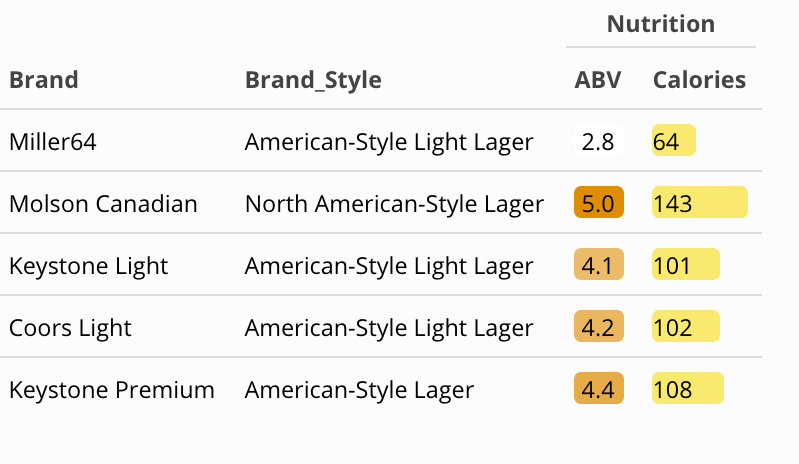 Nutrition
Brand Brand_Style ABV Calories
Miller64 American-Style Light Lager 2.8 64
Molson Canadian North American-Style Lager 5.0 143
Keystone Light American-Style Light Lager 4.1 101
Coors Light American-Style Light Lager 4.2 102
Keystone Premium American-Style Lager 4.4 108